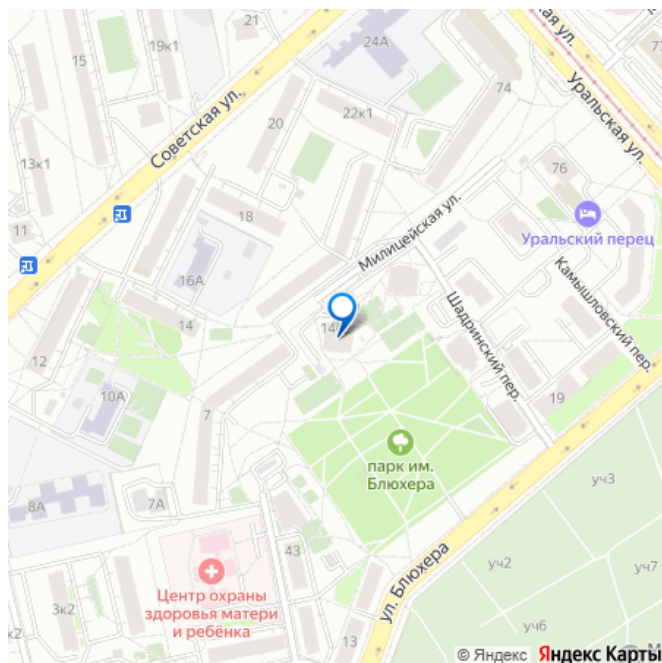 21
24А
19к1
15
Советская ул.
74
Уральская ул.
22к1
20
13к1
76
11
18
Милицейская ул.
Уральский перец
16А
Камышловский пер.
Шадринский пер.
14
12
10А
7
19
парк им.
Блюхера
уч3
8А
7А
43
ул. Блюхера
уч2
уч7
Центр охраны
здоровья матери
и ребёнка
3к2
13
уч6
© Яндекс Яндекс Карты